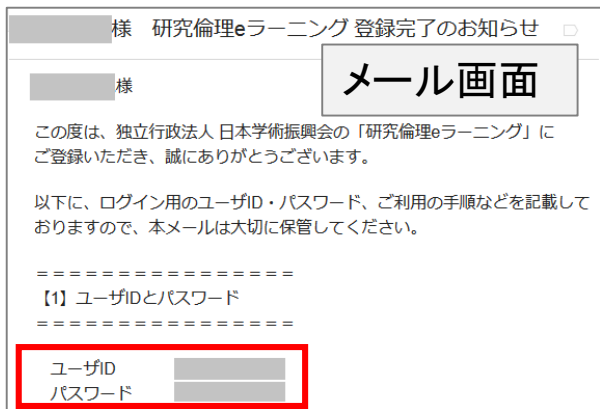 様 研究倫理eラーニング 登録完了のお知らせ
メール画面
様
この度は、独立行政法人 日本学術振興会の「研究倫理eラーニング」に
ご登録いただき、誠にありがとうございます。
以下に、ログイン用のユーザID・パスワード、ご利用の手順などを記載して
おりますので、本メールは大切に保管してください。
＝＝＝＝＝＝＝＝＝＝＝＝＝＝＝＝
【1】ユーザIDとパスワード
＝＝＝＝＝＝＝＝＝＝＝＝＝＝＝＝
ユーザID
パスワード